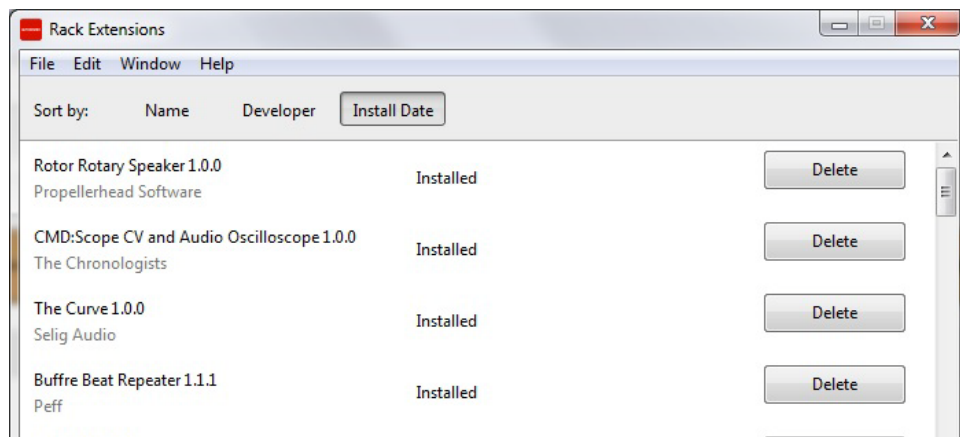 Rack Extensions
File Edit Window Help
Sort by: Name Developer Install Date
Rotor Rotary Speaker 1.0.0
Propellerhead Software
Installed
Delete
CMD:Scope CV and Audio Oscilloscope 1.0.0
The Chronologists
Installed
Delete
The Curve 1.0.0
Selig Audio
Installed
Delete
Buffre Beat Repeater 1.1.1
Peff
Installed
Delete